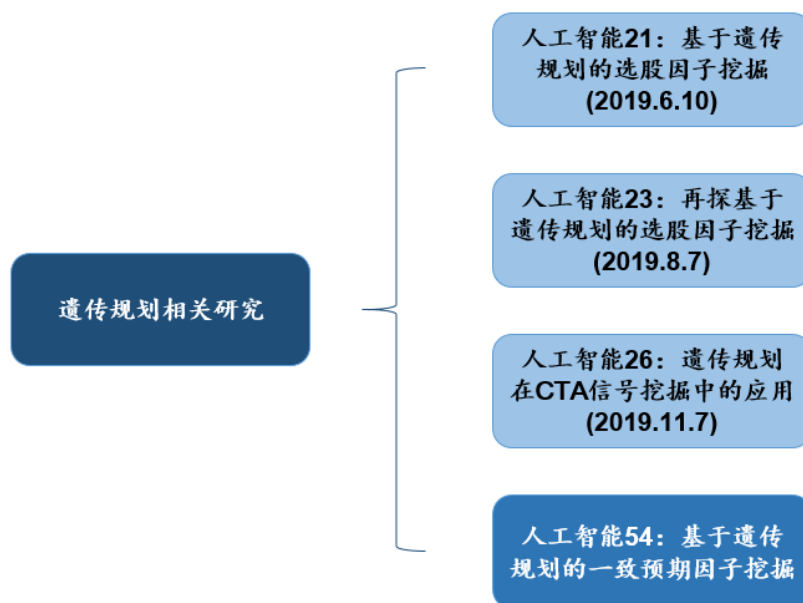 人工智能21：基于遗传
规划的选股因子挖掘
(2019.6.10)
人工智能23：再探基于
遗传规划的选股因子挖掘
(2019.8.7)
遗传规划相关研究
人工智能26：遗传规划
在CTA信号挖掘中的应用
(2019.11.7)
人工智能54：基于遗传
规划的一致预期因子挖掘